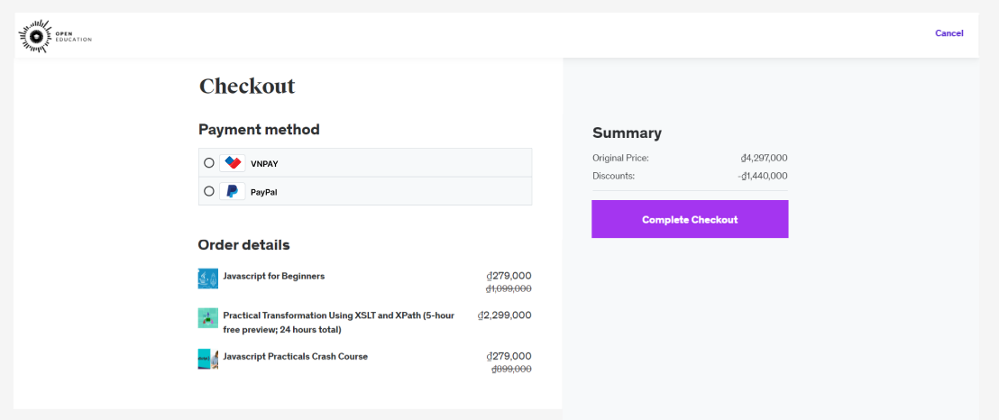 OPEN
EDUCATION
Cancel
Checkout
Payment method
VNPAY
PayPal
Order details
Javascript for Beginners
₫279,000
₫1,099,000
Practical Transformation Using XSLT and XPath (5-hour
free preview; 24 hours total)
₫2,299,000
Javascript Practicals Crash Course
₫279,000
₫899,000
Summary
Original Price:
₫4,297,000
Discounts:
-₫1,440,000
Complete Checkout